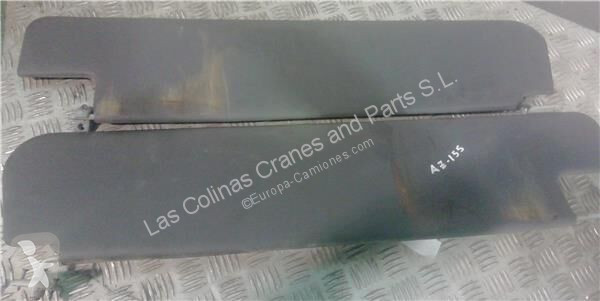 Las Colinas Cranes and Parts S.L.
©Europa-Camiones.com
AZ-155